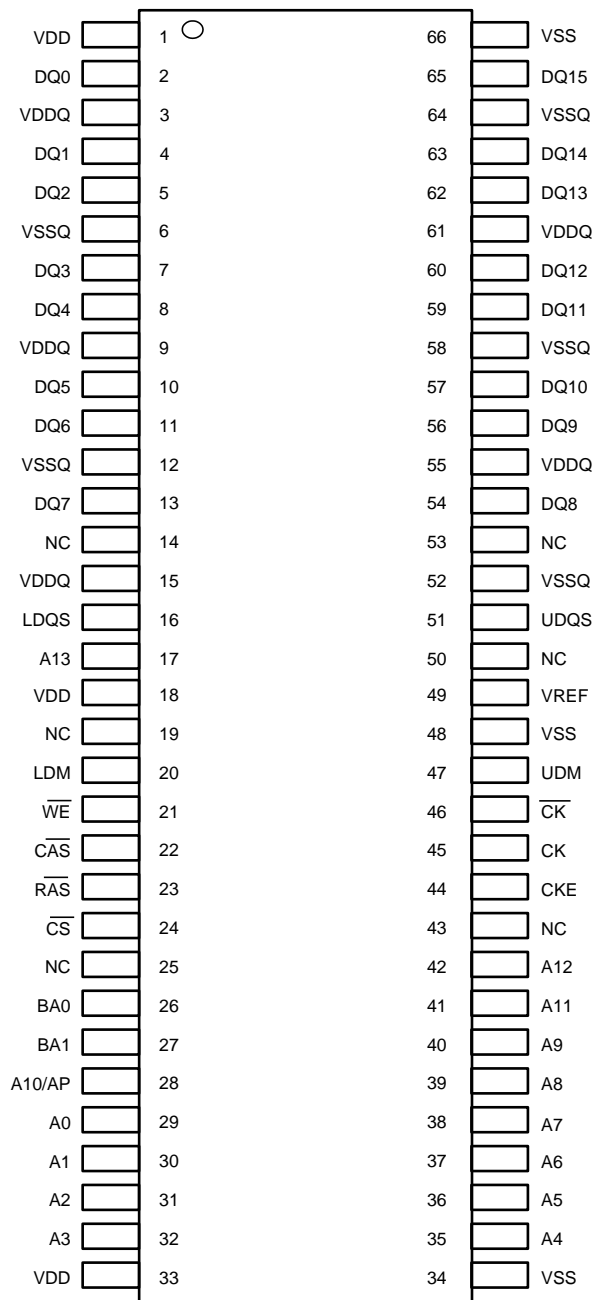 VDD 1 66 VSS
DQ0 2 65 DQ15
VDDQ 3 64 VSSQ
DQ1 4 63 DQ14
DQ2 5 62 DQ13
VSSQ 6 61 VDDQ
DQ3 7 60 DQ12
DQ4 8 59 DQ11
VDDQ 9 58 VSSQ
DQ5 10 57 DQ10
DQ6 11 56 DQ9
VSSQ 12 55 VDDQ
DQ7 13 54 DQ8
NC 14 53 NC
VDDQ 15 52 VSSQ
LDQS 16 51 UDQS
A13 17 50 NC
VDD 18 49 VREF
NC 19 48 VSS
LDM 20 47 UDM
W̅E̅ 21 46 C̅K̅
CA̅S̅ 22 45 CK
RA̅S̅ 23 44 CKE
C̅S̅ 24 43 NC
NC 25 42 A12
BA0 26 41 A11
BA1 27 40 A9
A10/AP 28 39 A8
A0 29 38 A7
A1 30 37 A6
A2 31 36 A5
A3 32 35 A4
VDD 33 34 VSS